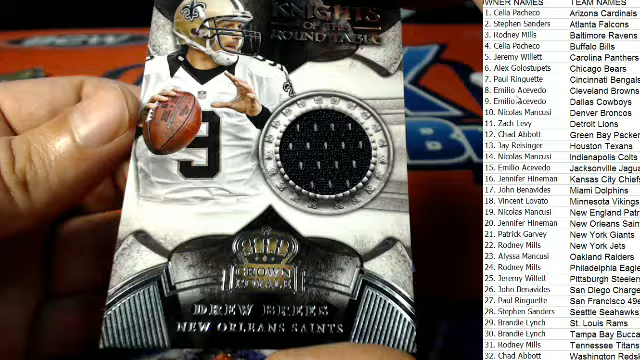 KNIGHTS
OF THE
ROUND TABLE
9
CROWN
ROYALE
DREW BREES
NEW ORLEANS SAINTS
OWNER NAMES TEAM NAMES
1. Celia Pacheco Arizona Cardinals
2. Stephen Sanders Atlanta Falcons
3. Rodney Mills Baltimore Ravens
4. Celia Pacheco Buffalo Bills
5. Jeremy Willett Carolina Panthers
6. Alex Golostupets Chicago Bears
7. Paul Ringuette Cincinnati Bengals
8. Emilio Acevedo Cleveland Browns
9. Emilio Acevedo Dallas Cowboys
10. Nicolas Mancusi Denver Broncos
11. Zach Levy Detroit Lions
12. Chad Abbott Green Bay Packe
13. Jay Reisinger Houston Texans
14. Nicolas Mancusi Indianapolis Colts
15. Emilio Acevedo Jacksonville Jagua
16. Jennifer Hineman Kansas City Chiefs
17. John Benavides Miami Dolphins
18. Vincent Lovato Minnesota Vikings
19. Nicolas Mancusi New England Pat
20. Jennifer Hineman New Orleans Sain
21. Patrick Garvey New York Giants
22. Rodney Mills New York Jets
23. Alyssa Mancusi Oakland Raiders
24. Rodney Mills Philadelphia Eagle
25. Jeremy Willett Pittsburgh Steelers
26. John Benavides San Diego Charge
27. Paul Ringuette San Francisco 49e
28. Stephen Sanders Seattle Seahawks
29. Brandie Lynch St. Louis Rams
30. Brandie Lynch Tampa Bay Bucca
31. Rodney Mills Tennessee Titans
32. Chad Abbott Washington Redsk